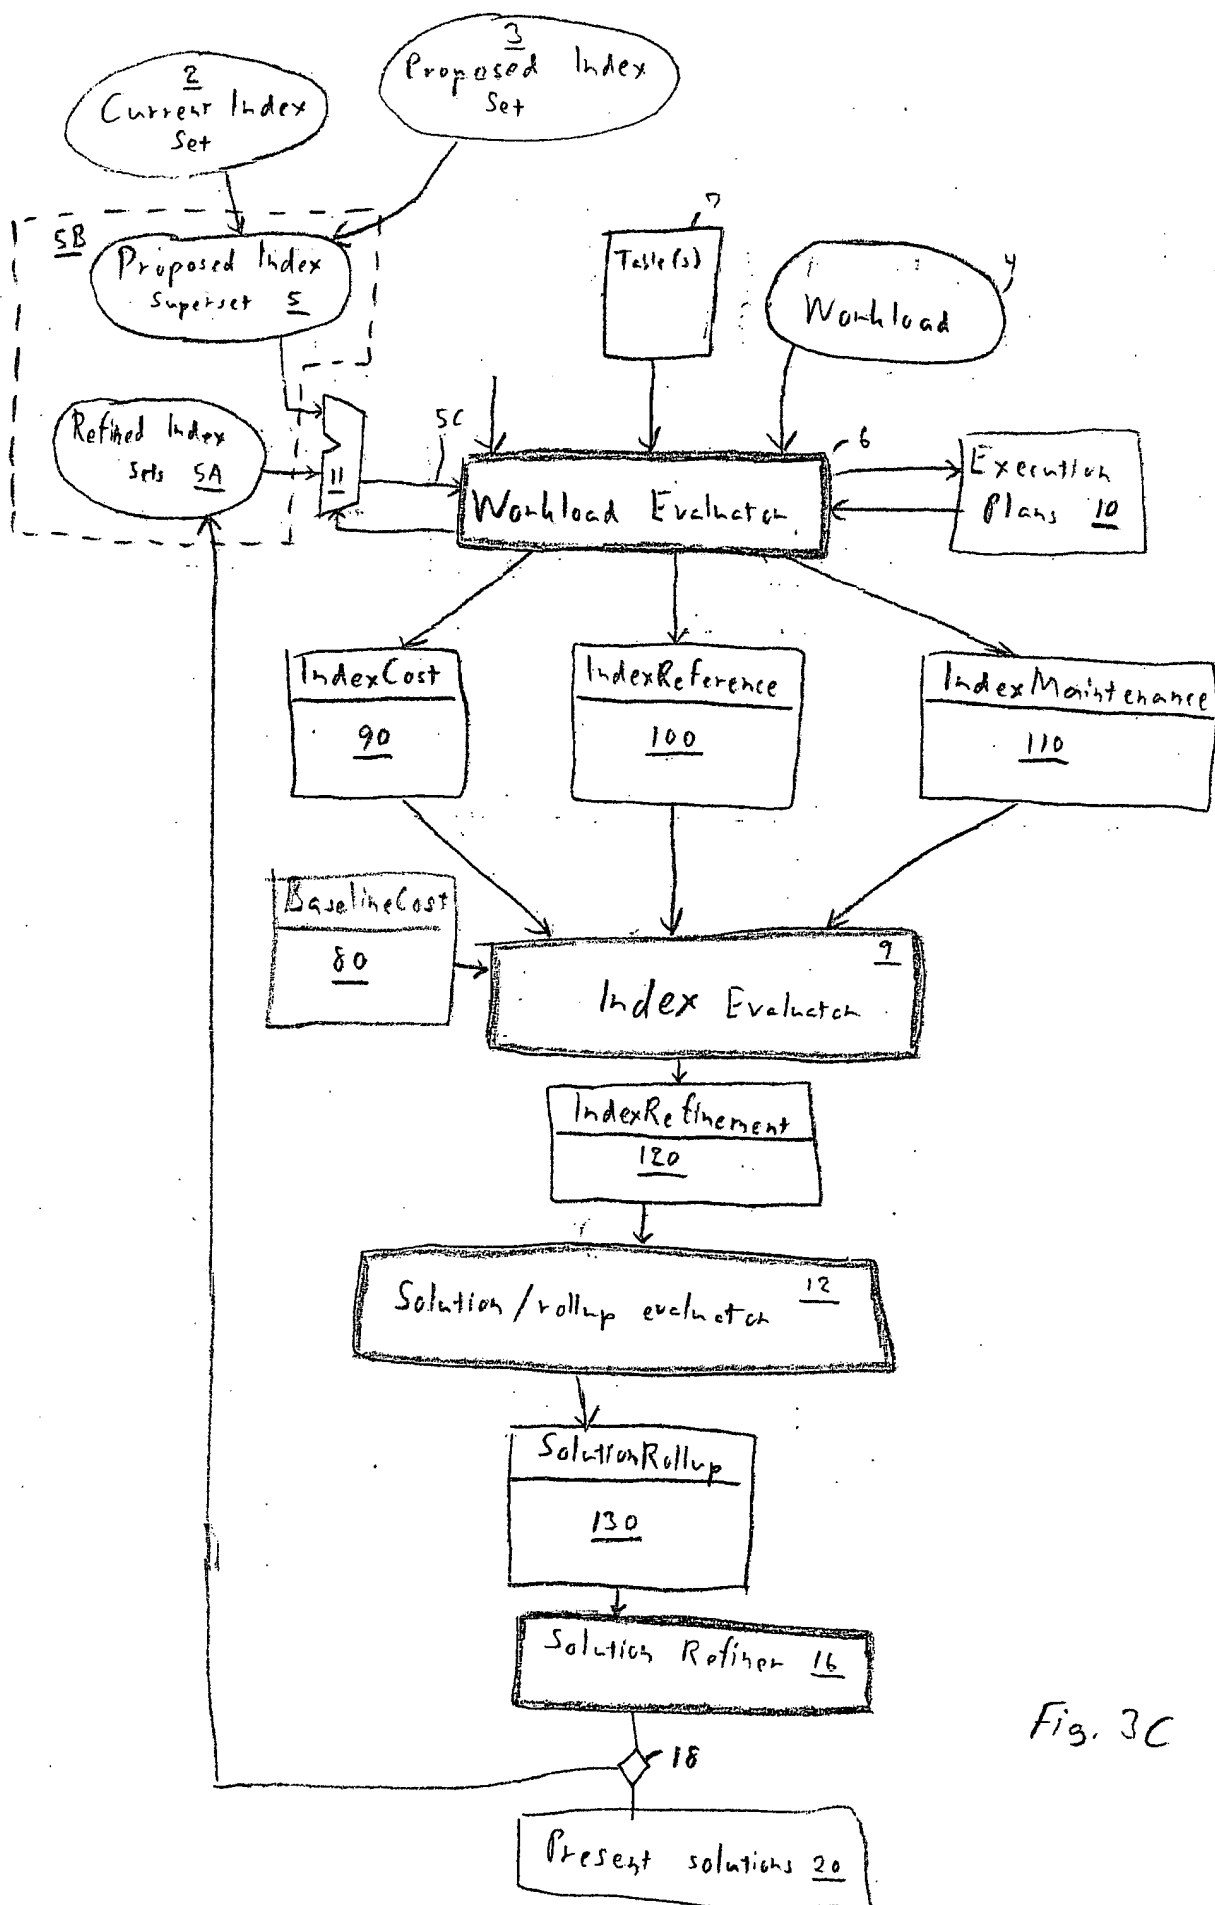 2
Current Index
Set
3
Proposed Index
Set
5B
Proposed Index
Superset 5
7
Table(s)
4
Workload
Refined Index
Sets 5A
11
5C
6
Workload Evaluator
Execution
Plans 10
IndexCost
90
IndexReference
100
IndexMaintenance
110
BaselineCost
80
9
Index Evaluator
IndexRefinement
120
Solution/rollup evaluator 12
SolutionRollup
130
Solution Refiner 16
18
Present solutions 20
Fig. 3C